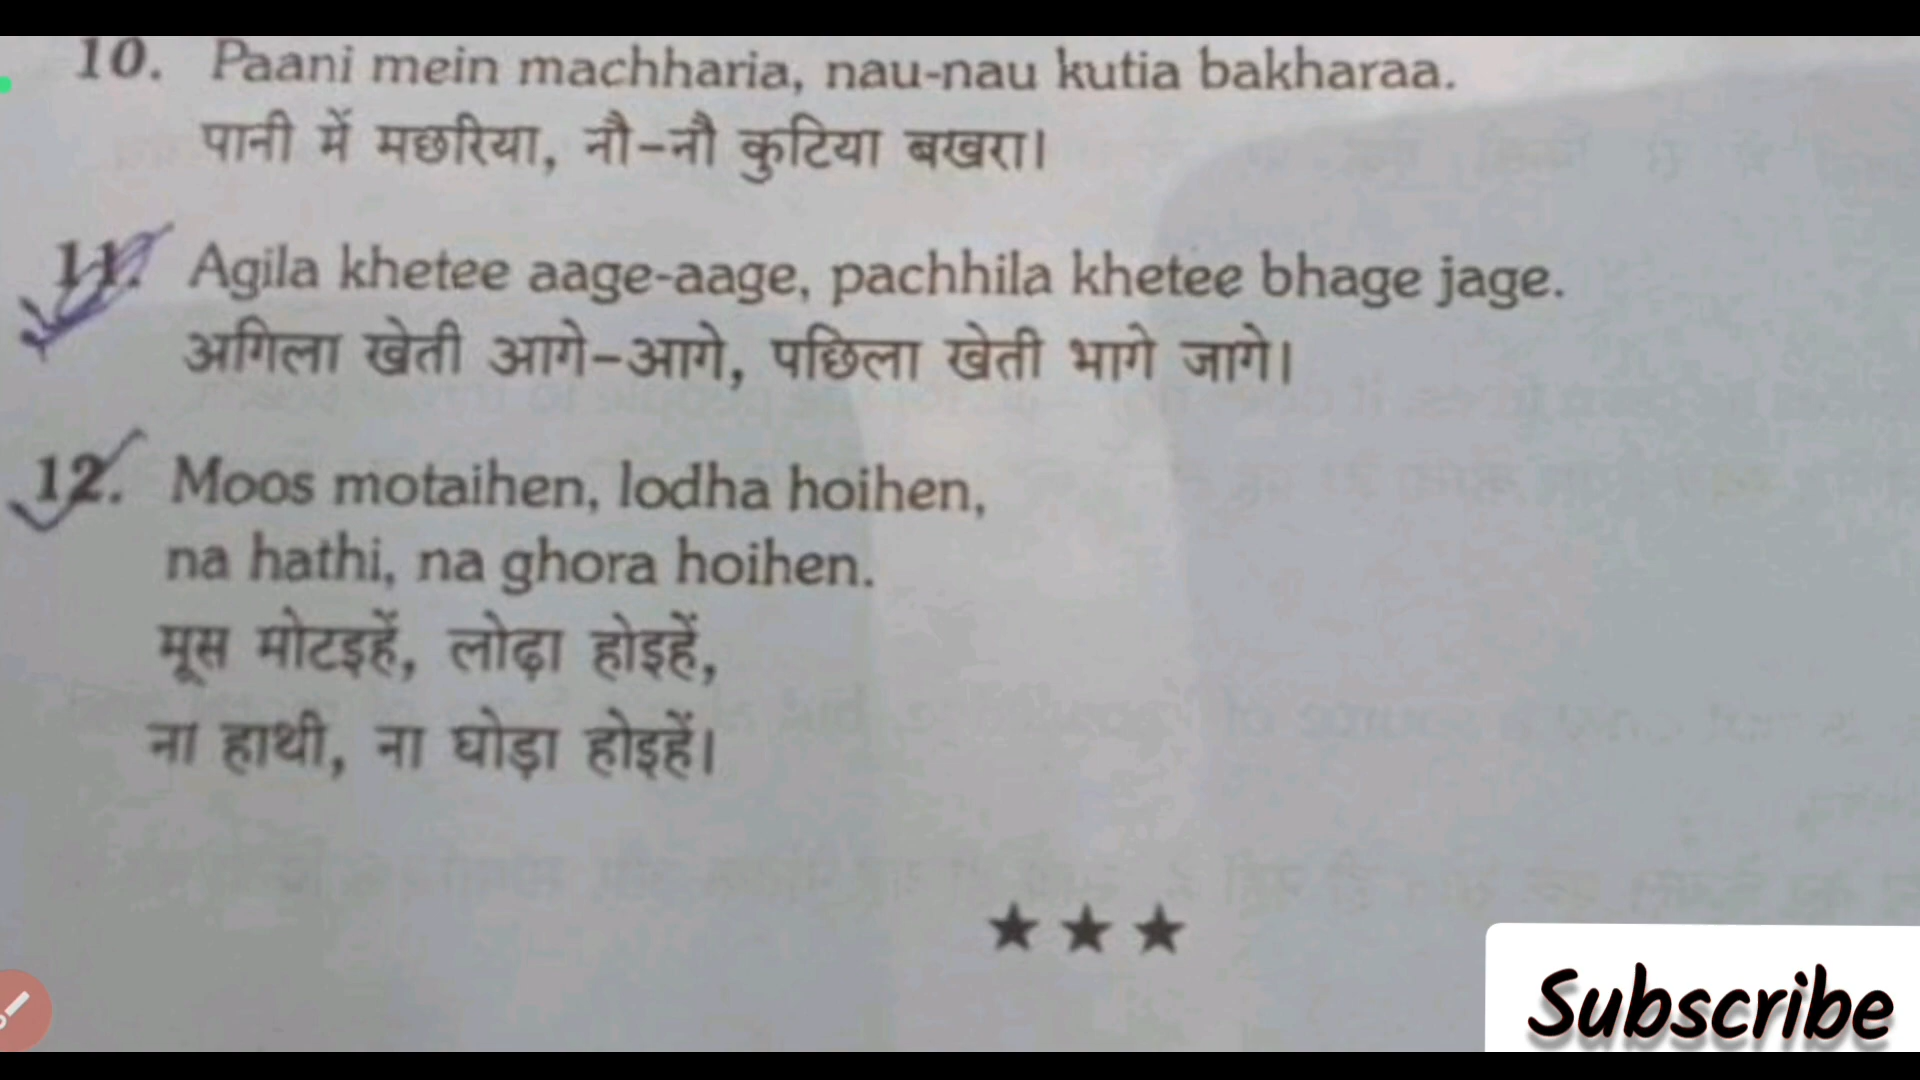 10. Paani mein machharia, nau-nau kutia bakharaa.
पानी में मछरिया, नौ-नौ कुटिया बखरा।
11. Agila khetee aage-aage, pachhila khetee bhage jage.
अगिला खेती आगे-आगे, पछिला खेती भागे जागे।
12. Moos motaihen, lodha hoihen,
na hathi, na ghora hoihen.
मूस मोटइहें, लोढ़ा होइहें,
ना हाथी, ना घोड़ा होइहें।
★ ★ ★
Subscribe